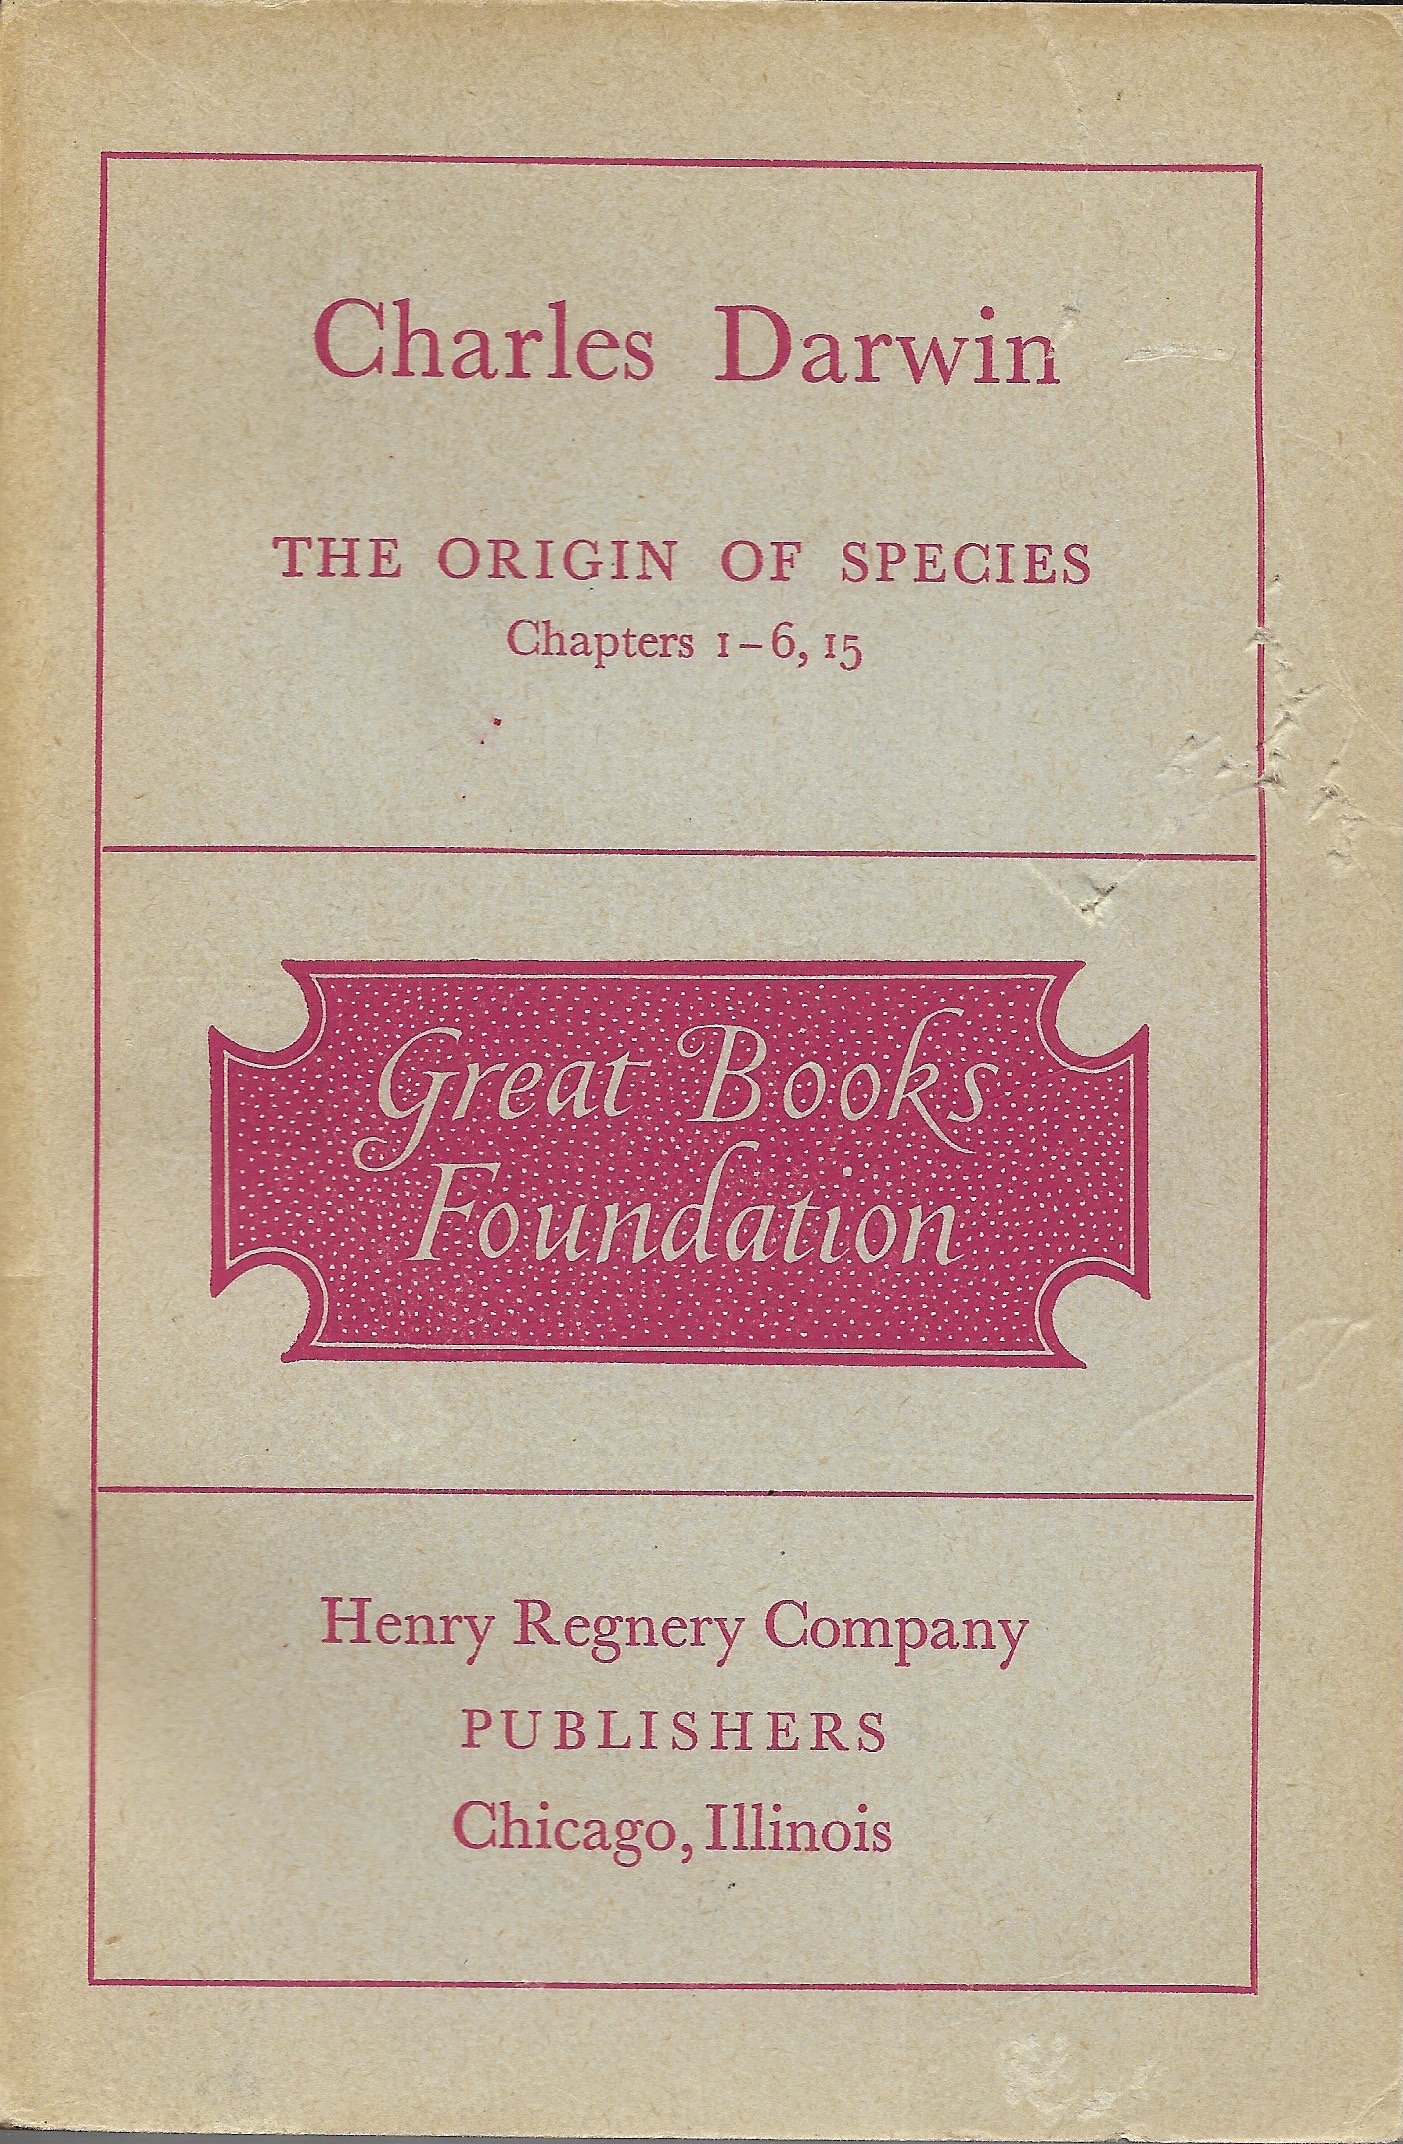 Charles Darwin
THE ORIGIN OF SPECIES
Chapters 1–6, 15
Great Books
Foundation
Henry Regnery Company
PUBLISHERS
Chicago, Illinois